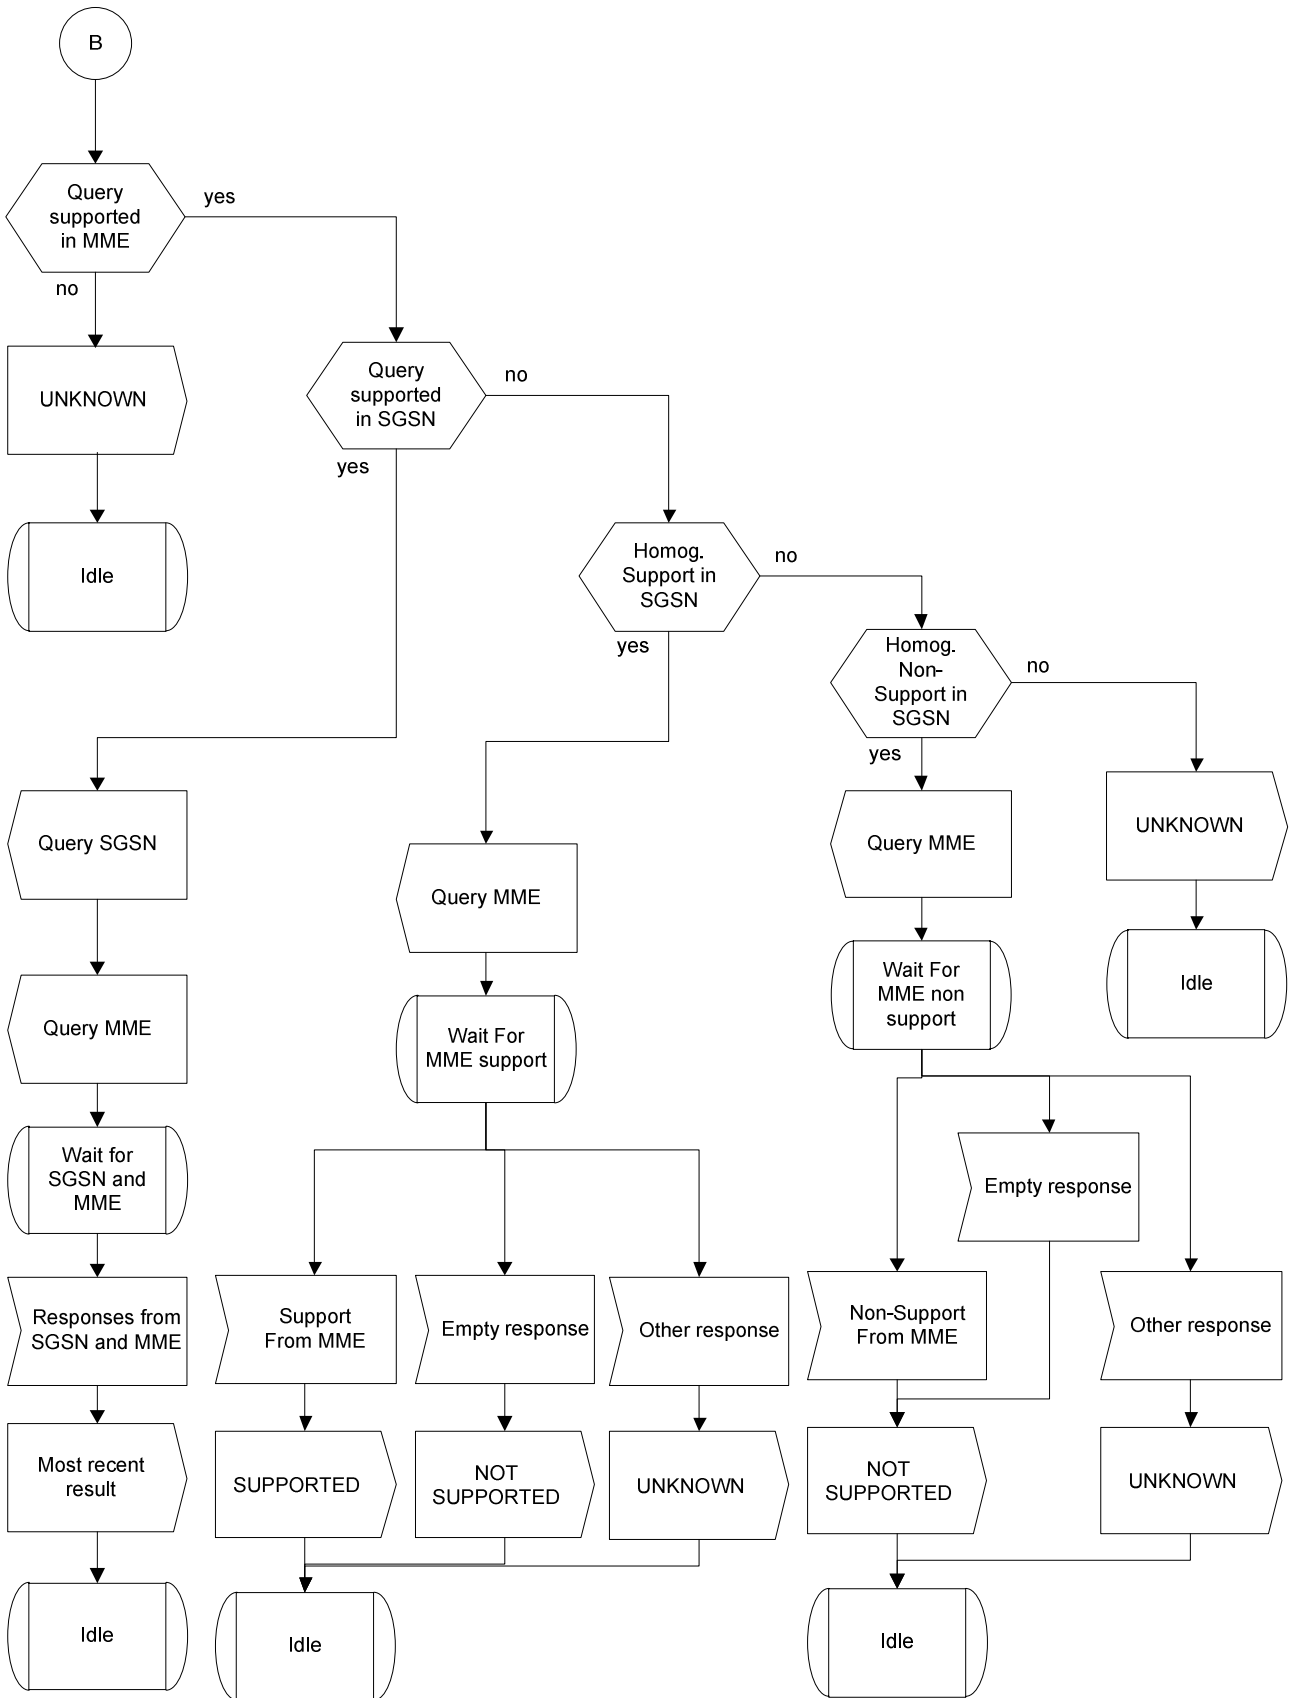 B
Query
supported
in MME
yes
no
UNKNOWN
Idle
Query
supported
in SGSN
no
yes
Homog.
Support in
SGSN
no
yes
Homog.
Non-
Support in
SGSN
no
yes
Query SGSN
Query MME
Wait for
SGSN and
MME
Responses from
SGSN and MME
Most recent
result
Idle
Query MME
Wait For
MME support
Support
From MME
Empty response
Other response
SUPPORTED
NOT
SUPPORTED
UNKNOWN
Idle
Query MME
Wait For
MME non
support
Empty response
Non-Support
From MME
Other response
NOT
SUPPORTED
UNKNOWN
Idle
UNKNOWN
Idle